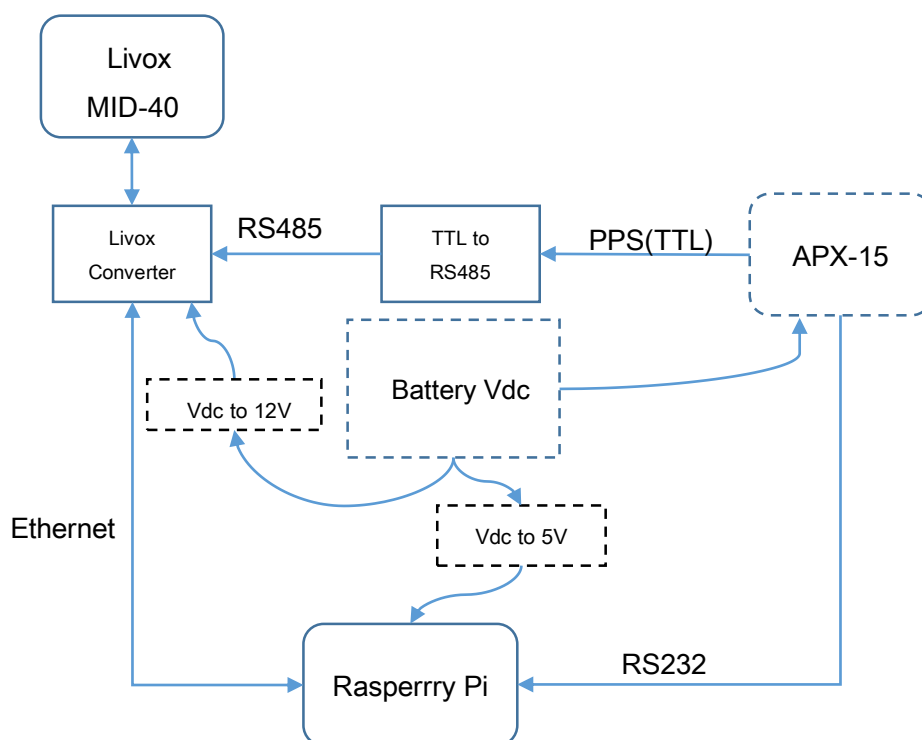 Livox
MID-40
RS485
PPS(TTL)
Livox
Converter
TTL to
RS485
APX-15
Vdc to 12V
Battery Vdc
Ethernet
Vdc to 5V
RS232
Rasperrry Pi